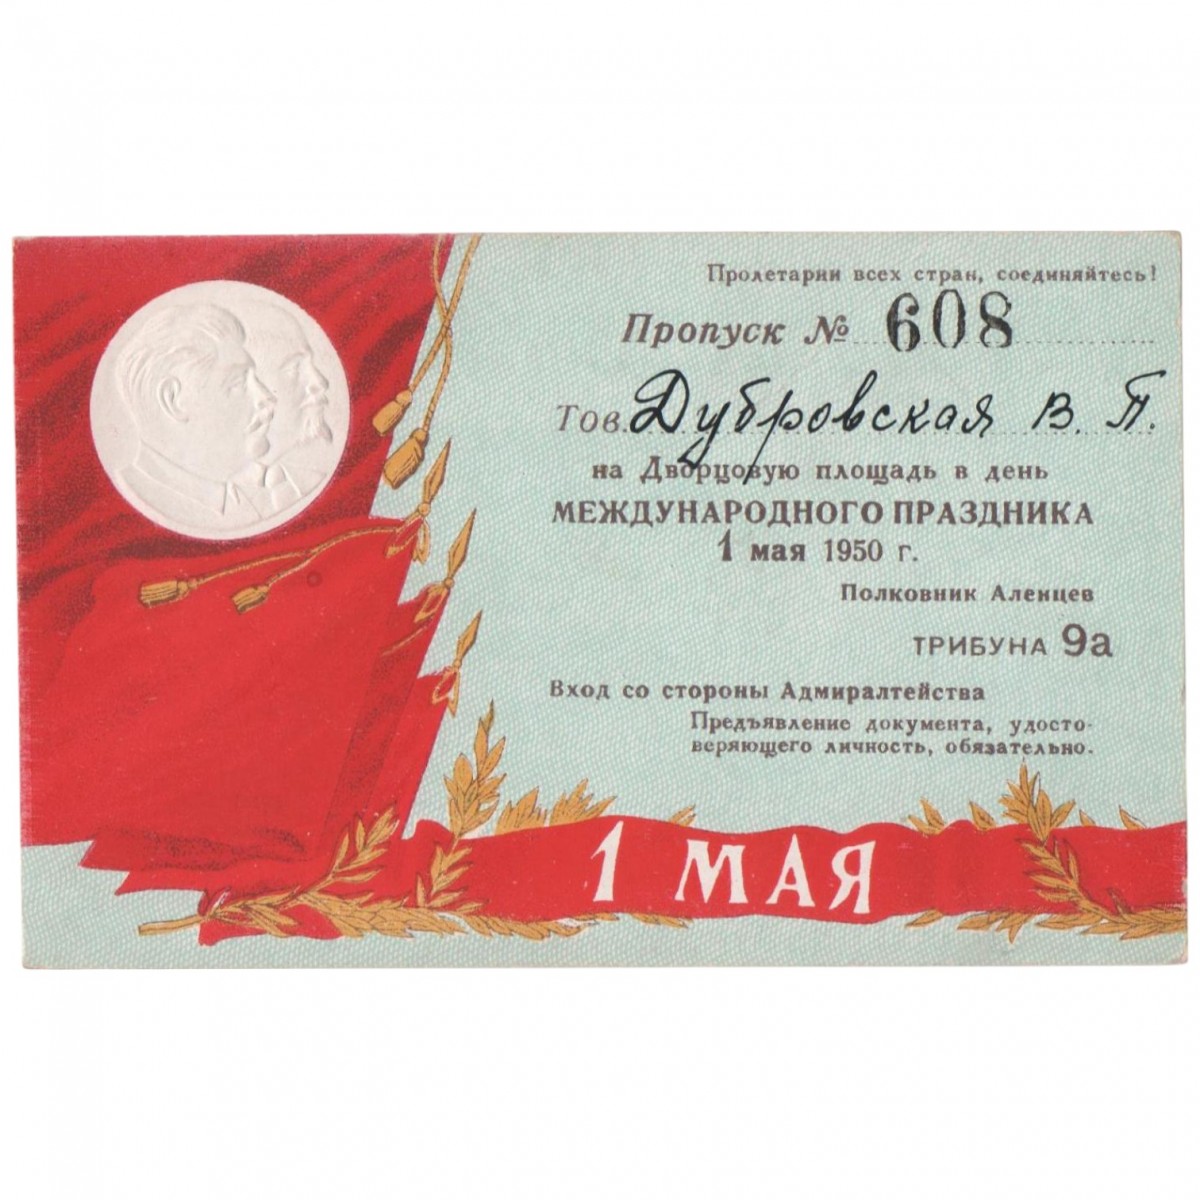 Пролетарии всех стран, соединяйтесь!
Пропуск № 608
Тов. Дубровская В. П.
на Дворцовую площадь в день
МЕЖДУНАРОДНОГО ПРАЗДНИКА
1 мая 1950 г.
Полковник Аленцев
ТРИБУНА 9а
Вход со стороны Адмиралтейства
Предъявление документа, удосто-
веряющего личность, обязательно.
1 МАЯ